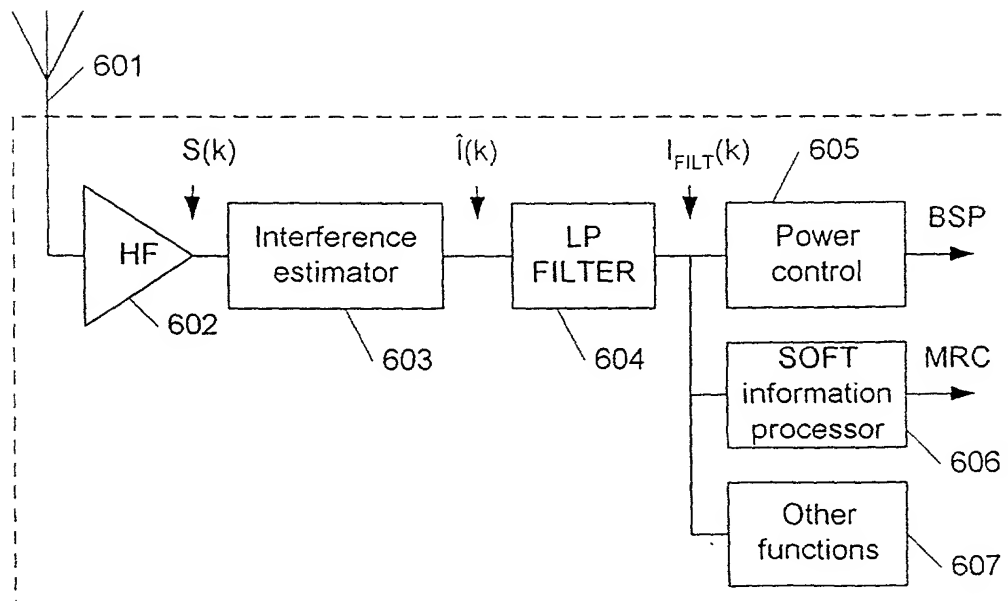 601
S(k)
Î(k)
I_FILT(k)
605
HF
Interference
estimator
LP
FILTER
Power
control
BSP
602
603
604
SOFT
information
processor
MRC
606
Other
functions
607